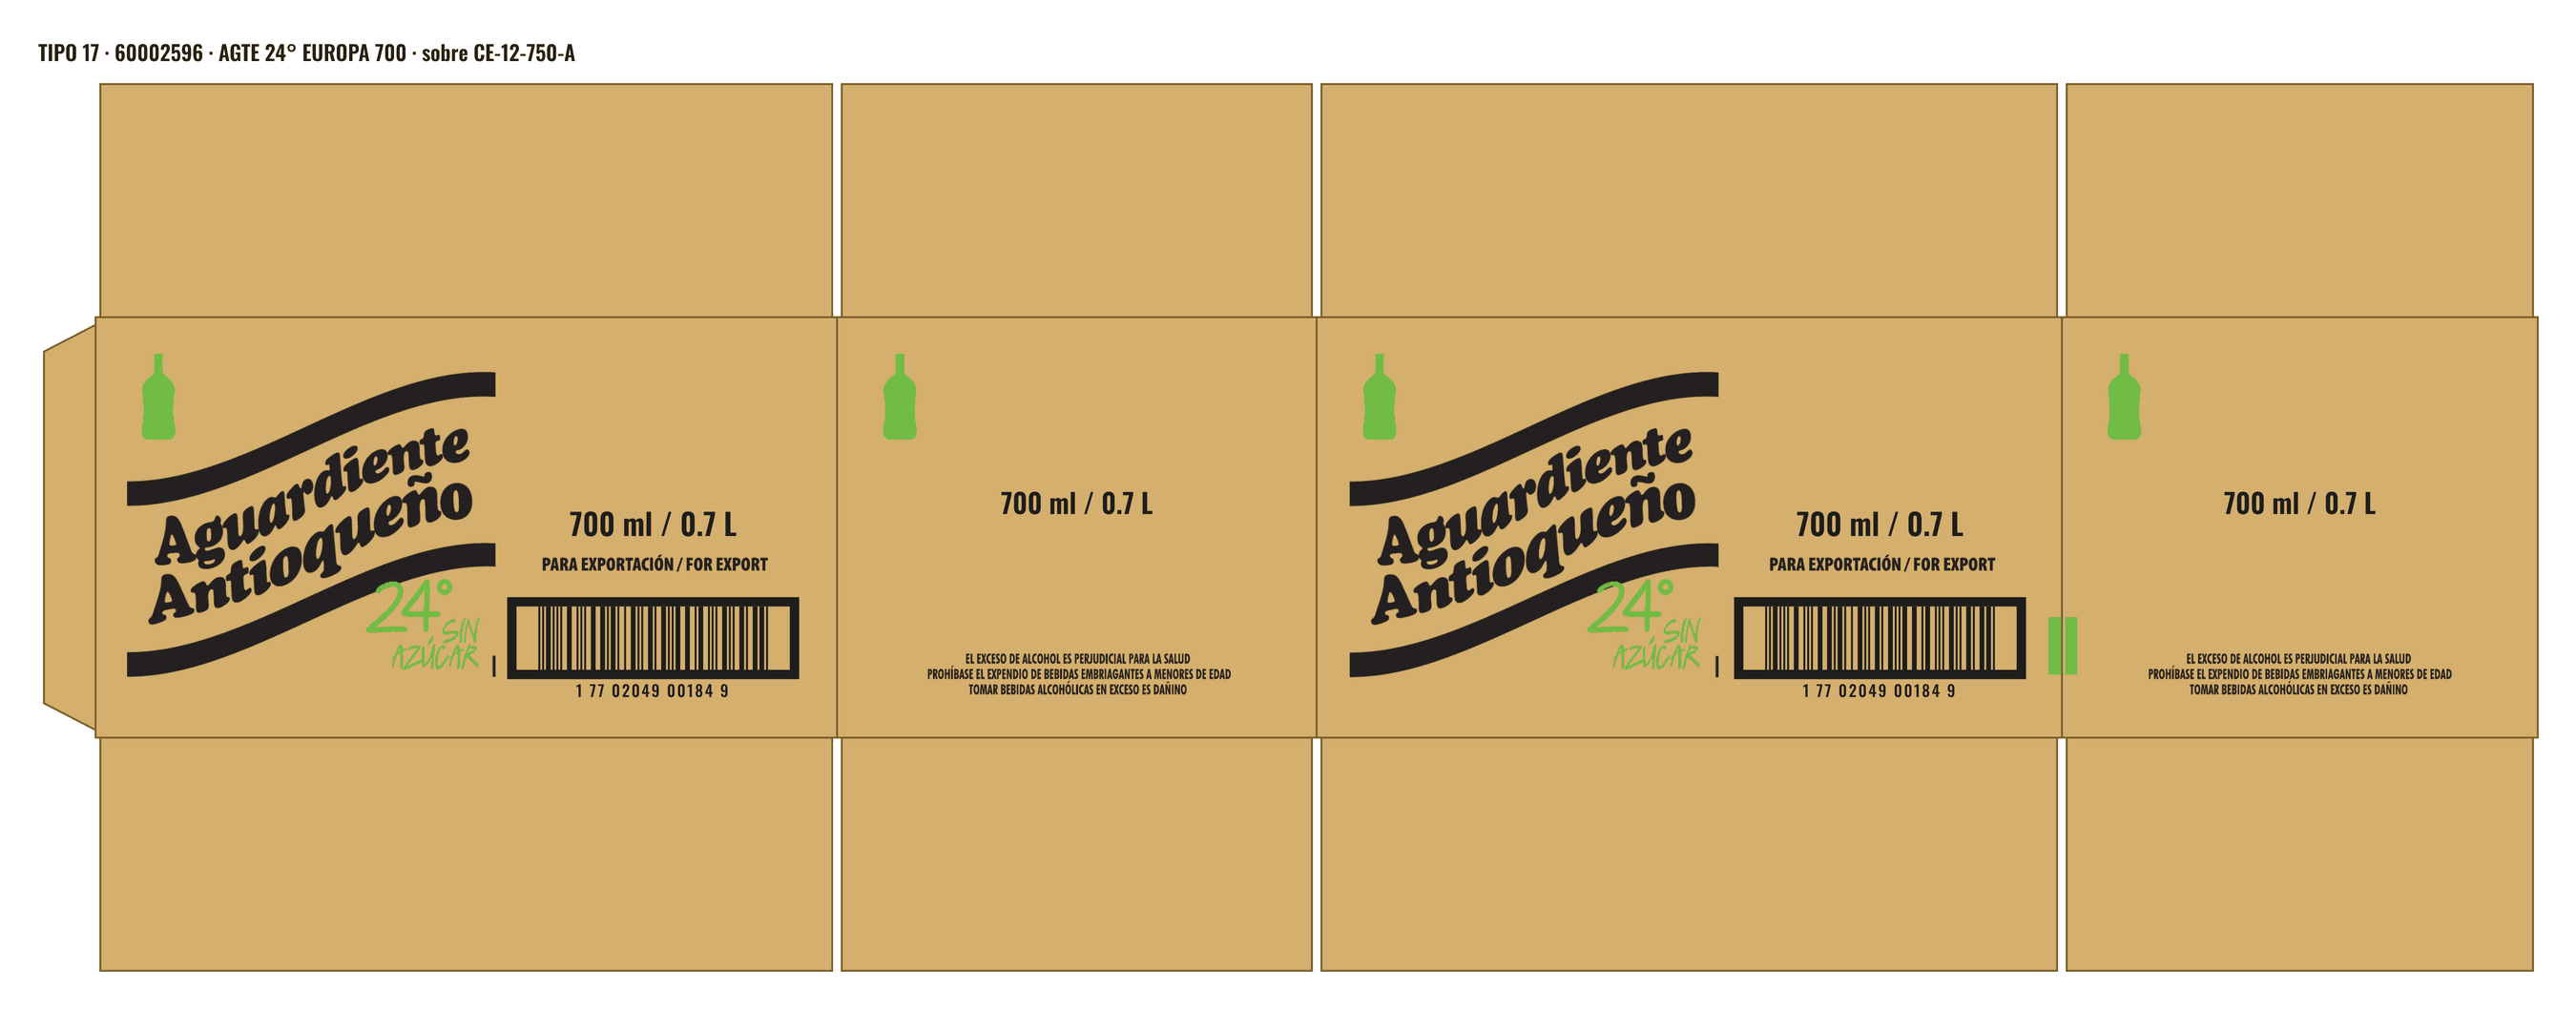 TIPO 17 · 60002596 · AGTE 24° EUROPA 700 · sobre CE-12-750-A
Aguardiente
Antioqueño
24°
SIN
AZÚCAR
700 ml / 0.7 L
PARA EXPORTACIÓN / FOR EXPORT
1 77 02049 00184 9
700 ml / 0.7 L
EL EXCESO DE ALCOHOL ES PERJUDICIAL PARA LA SALUD
PROHÍBASE EL EXPENDIO DE BEBIDAS EMBRIAGANTES A MENORES DE EDAD
TOMAR BEBIDAS ALCOHÓLICAS EN EXCESO ES DAÑINO
Aguardiente
Antioqueño
24°
SIN
AZÚCAR
700 ml / 0.7 L
PARA EXPORTACIÓN / FOR EXPORT
1 77 02049 00184 9
700 ml / 0.7 L
EL EXCESO DE ALCOHOL ES PERJUDICIAL PARA LA SALUD
PROHÍBASE EL EXPENDIO DE BEBIDAS EMBRIAGANTES A MENORES DE EDAD
TOMAR BEBIDAS ALCOHÓLICAS EN EXCESO ES DAÑINO